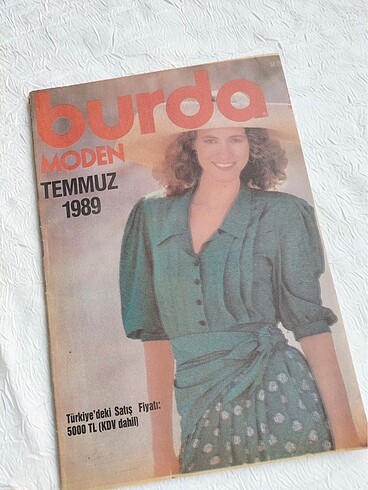 burda
MODEN
TEMMUZ
1989
Türkiye'deki Satış Fiyatı:
5000 TL (KDV dahil)